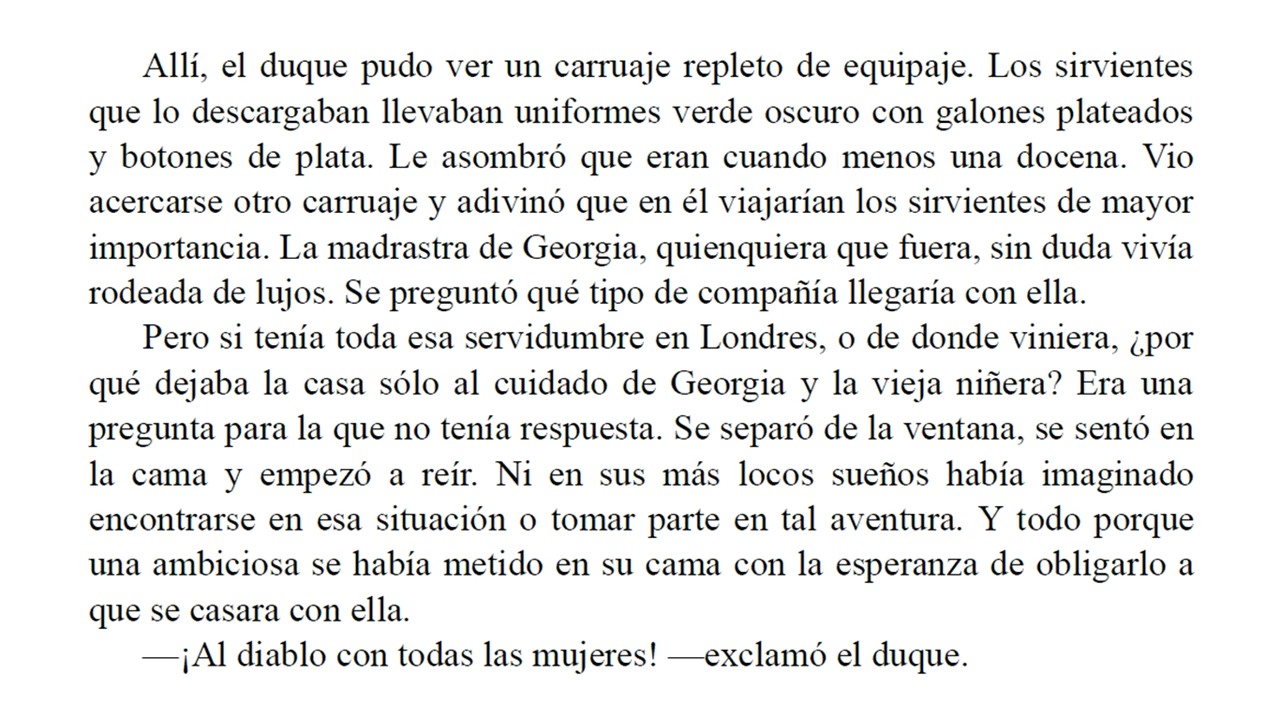 Allí, el duque pudo ver un carruaje repleto de equipaje. Los sirvientes
que lo descargaban llevaban uniformes verde oscuro con galones plateados
y botones de plata. Le asombró que eran cuando menos una docena. Vio
acercarse otro carruaje y adivinó que en él viajarían los sirvientes de mayor
importancia. La madrastra de Georgia, quienquiera que fuera, sin duda vivía
rodeada de lujos. Se preguntó qué tipo de compañía llegaría con ella.
Pero si tenía toda esa servidumbre en Londres, o de donde viniera, ¿por
qué dejaba la casa sólo al cuidado de Georgia y la vieja niñera? Era una
pregunta para la que no tenía respuesta. Se separó de la ventana, se sentó en
la cama y empezó a reír. Ni en sus más locos sueños había imaginado
encontrarse en esa situación o tomar parte en tal aventura. Y todo porque
una ambiciosa se había metido en su cama con la esperanza de obligarlo a
que se casara con ella.
—¡Al diablo con todas las mujeres! —exclamó el duque.